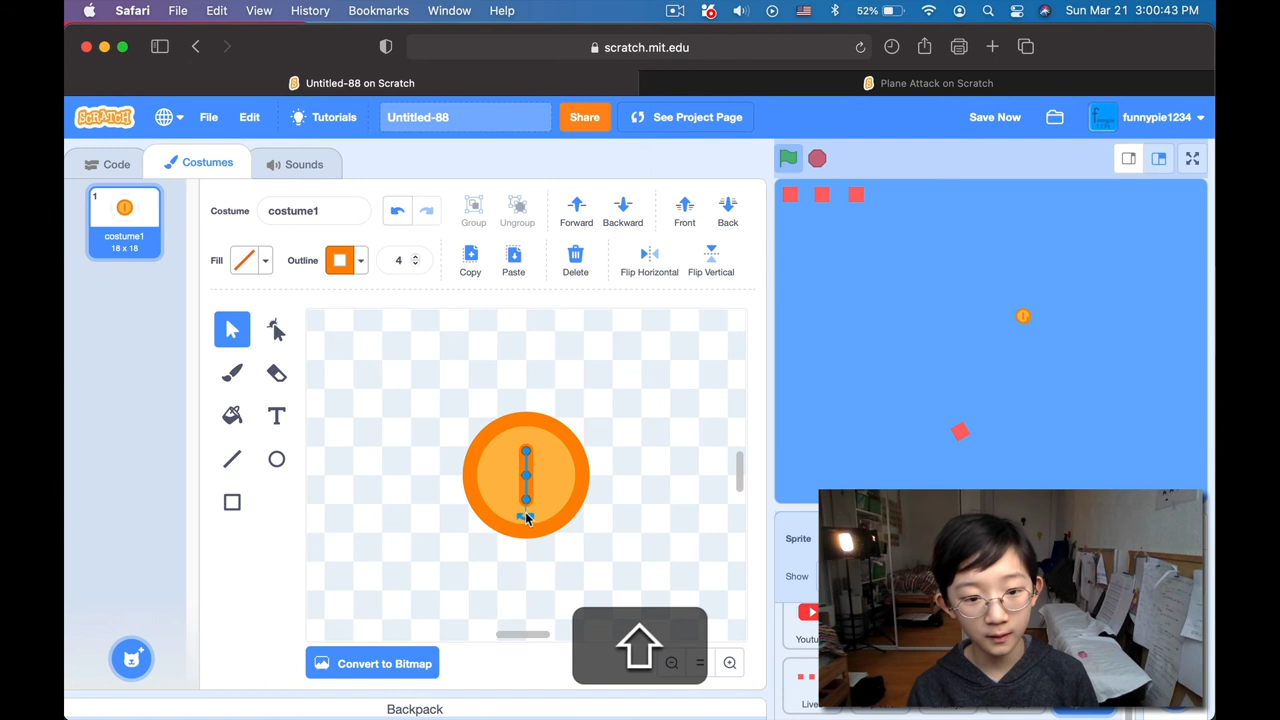 Safari File Edit View History Bookmarks Window Help 52% Sun Mar 21 3:00:43 PM
scratch.mit.edu
Untitled-88 on Scratch Plane Attack on Scratch
SCRATCH File Edit Tutorials Untitled-88 Share See Project Page Save Now funnypie1234
Code Costumes Sounds
1
costume1
18 x 18
Costume costume1 Group Ungroup Forward Backward Front Back
Fill Outline 4 Copy Paste Delete Flip Horizontal Flip Vertical
T
Convert to Bitmap =
Backpack
Sprite
Show